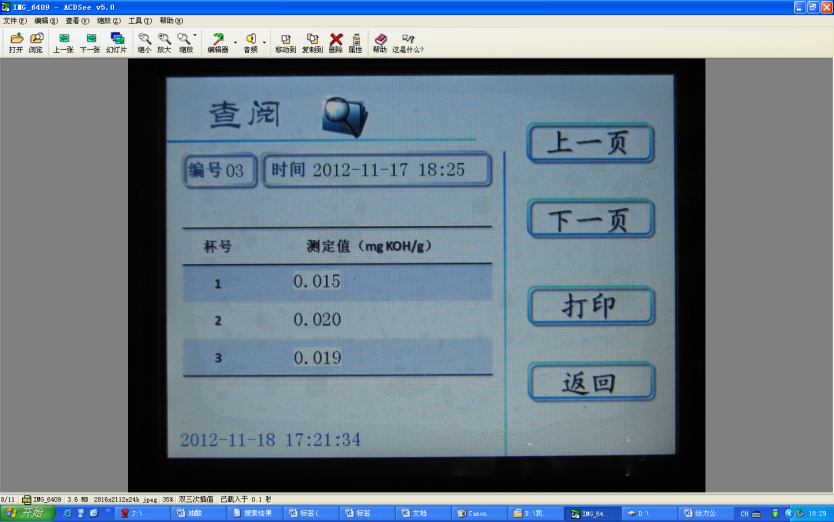 IMG_6409 - ACDSee v5.0
文件(F) 编辑(E) 查看(V) 缩放(Z) 工具(T) 帮助(H)
打开 浏览 上一张 下一张 幻灯片 缩小 放大 缩放 编辑器 音频 移动到 复制到 删除 属性 帮助 这是什么?
查阅
上一页
编号 03 时间 2012-11-17 18:25
下一页
杯号 测定值(mg KOH/g)
1 0.015
打印
2 0.020
3 0.019
返回
2012-11-18 17:21:34
8/11 IMG_6409 3.6 MB 2816x2112x24b jpeg 35% 双三次插值 已载入于 0.1 秒
开始 J:\ 油酸... 搜索结果 标签(... 标签... 文档 ... Canon... D:\我... IMG_64... D:\ 给力公... CH 18:29